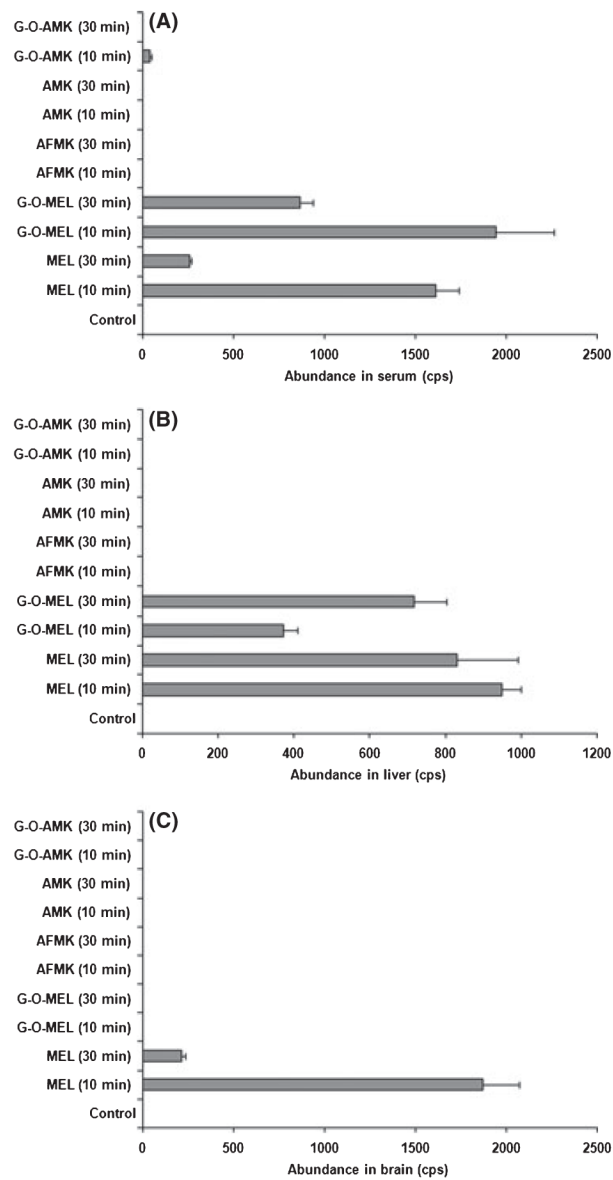 (A)
G-O-AMK (30 min)
G-O-AMK (10 min)
AMK (30 min)
AMK (10 min)
AFMK (30 min)
AFMK (10 min)
G-O-MEL (30 min)
G-O-MEL (10 min)
MEL (30 min)
MEL (10 min)
Control
0 500 1000 1500 2000 2500
Abundance in serum (cps)
(B)
G-O-AMK (30 min)
G-O-AMK (10 min)
AMK (30 min)
AMK (10 min)
AFMK (30 min)
AFMK (10 min)
G-O-MEL (30 min)
G-O-MEL (10 min)
MEL (30 min)
MEL (10 min)
Control
0 200 400 600 800 1000 1200
Abundance in liver (cps)
(C)
G-O-AMK (30 min)
G-O-AMK (10 min)
AMK (30 min)
AMK (10 min)
AFMK (30 min)
AFMK (10 min)
G-O-MEL (30 min)
G-O-MEL (10 min)
MEL (30 min)
MEL (10 min)
Control
0 500 1000 1500 2000 2500
Abundance in brain (cps)